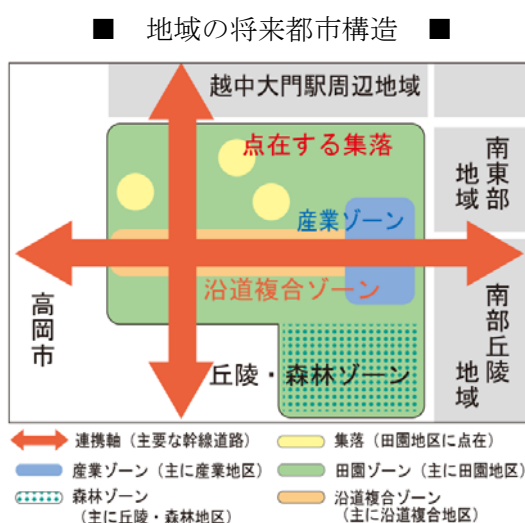 ■ 地域の将来都市構造 ■
越中大門駅周辺地域
点在する集落
南東部地域
産業ゾーン
沿道複合ゾーン
高岡市
南部丘陵地域
丘陵・森林ゾーン
連携軸（主要な幹線道路）
集落（田園地区に点在）
産業ゾーン（主に産業地区）
田園ゾーン（主に田園地区）
森林ゾーン
（主に丘陵・森林地区）
沿道複合ゾーン
（主に沿道複合地区）